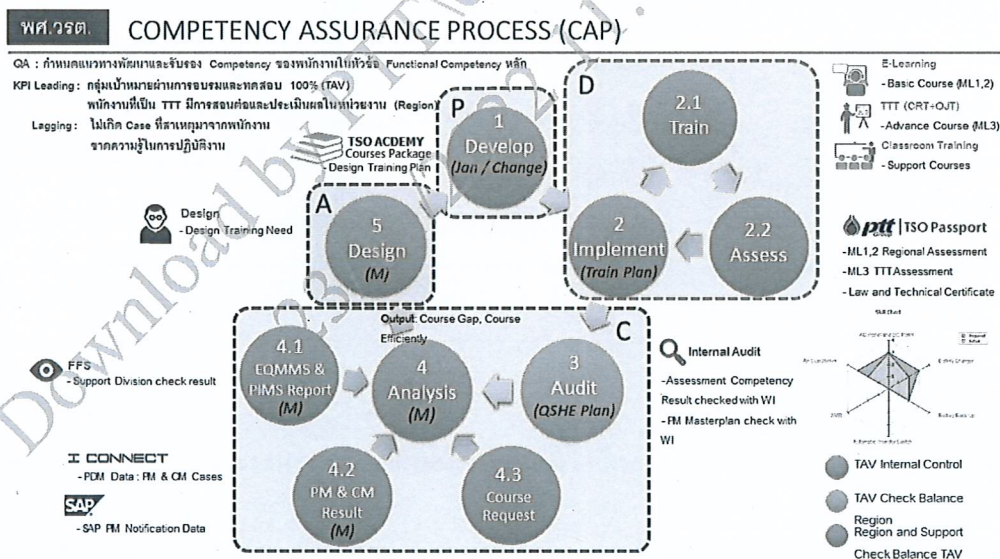 พศ.วรต.
COMPETENCY ASSURANCE PROCESS (CAP)
QA : กำหนดแนวทางพัฒนาและรับรอง Competency ของพนักงานในหัวข้อ Functional Competency หลัก
KPI Leading : กลุ่มเป้าหมายผ่านการอบรมและทดสอบ 100% (TAV)
พนักงานที่เป็น TTT มีการสอนต่อและประเมินผลในหน่วยงาน (Region)
Lagging : ไม่เกิด Case ที่สาเหตุมาจากพนักงาน
ขาดความรู้ในการปฏิบัติงาน
TSO ACDEMY
Courses Package
- Design Training Plan
P
1
Develop
(Jan / Change)
D
2.1
Train
2
Implement
(Train Plan)
2.2
Assess
E-Learning
- Basic Course (ML1,2)
TTT (CRT+OJT)
-Advance Course (ML3)
Classroom Training
- Support Courses
A
5
Design
(M)
Design
- Design Training Need
ptt Group | TSO Passport
-ML1,2 Regional Assessment
-ML3 TTT Assessment
- Law and Technical Certificate
Output: Course Gap, Course
Efficiently
C
4.1
EQMMS &
PIMS Report
(M)
4
Analysis
(M)
3
Audit
(QSHE Plan)
4.2
PM & CM
Result
(M)
4.3
Course
Request
FFS
- Support Division check result
I CONNECT
- PDM Data : PM & CM Cases
SAP
- SAP PM Notification Data
Internal Audit
-Assessment Competency
Result checked with WI
- PM Masterplan check with
WI
Battery Charger
TAV Internal Control
TAV Check Balance
Region
Region and Support
Check Balance TAV
Download by PTT